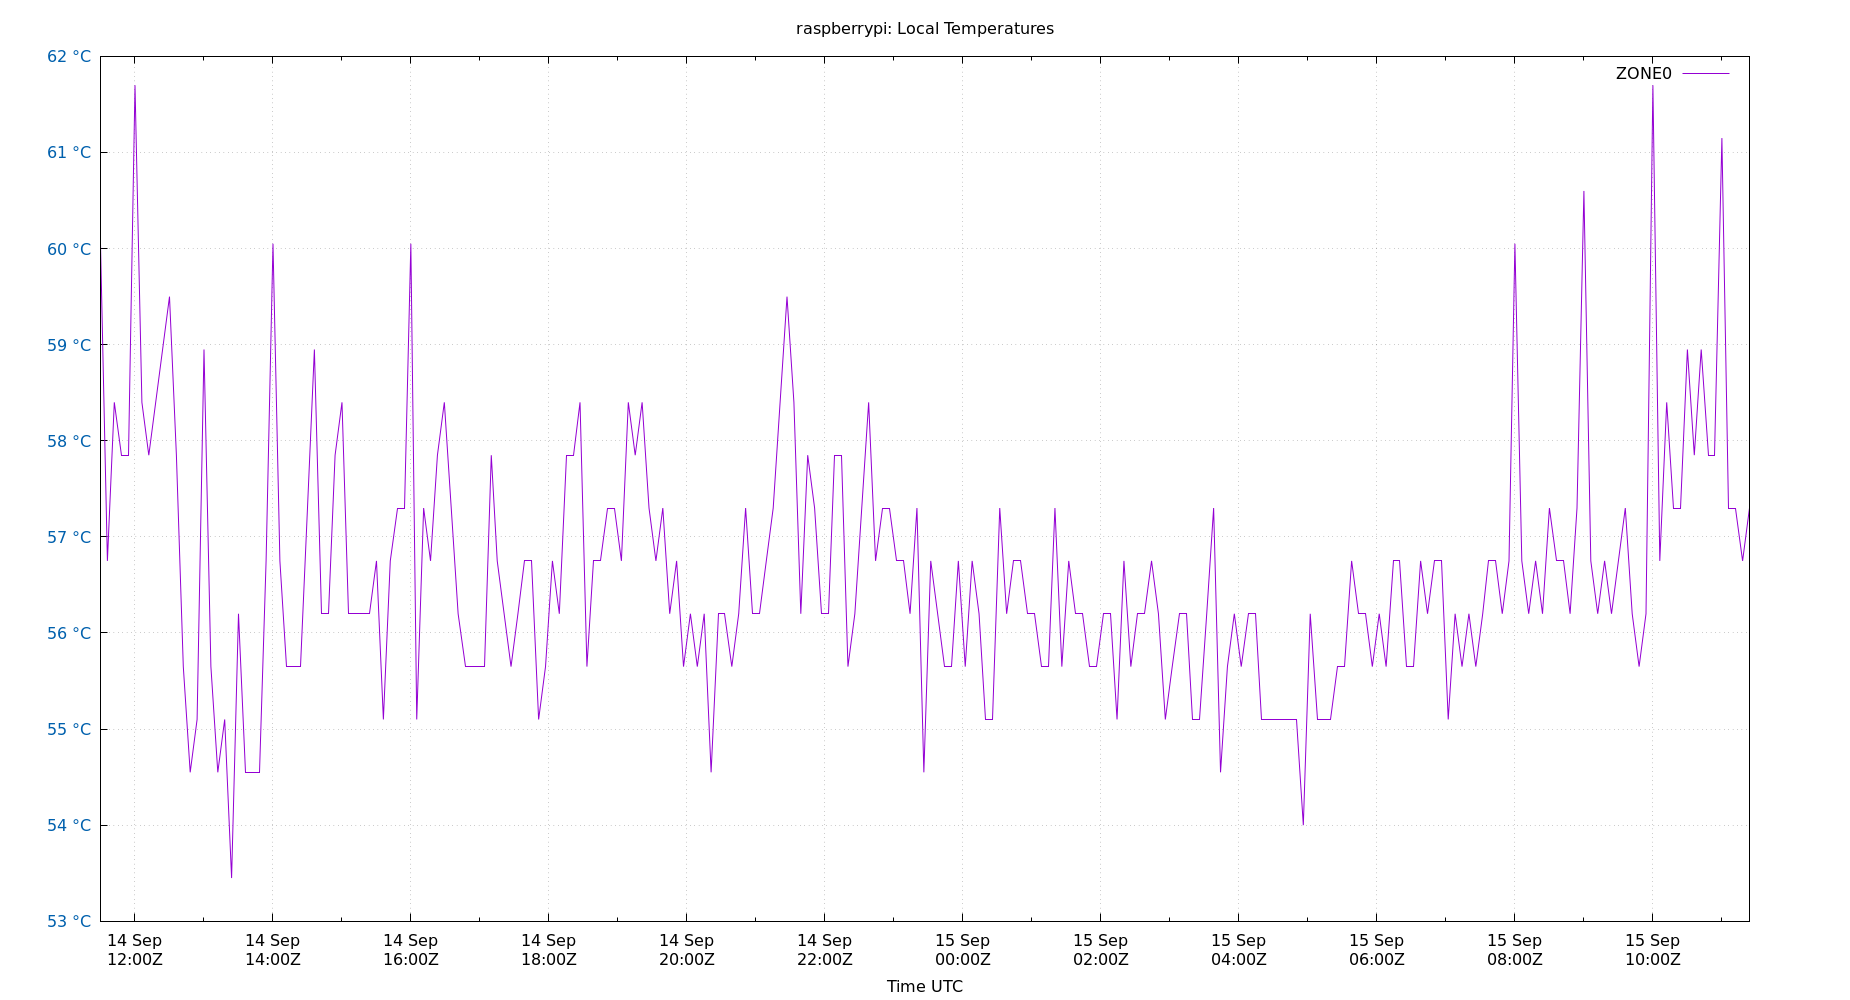 raspberrypi: Local Temperatures
62 °C
61 °C
60 °C
59 °C
58 °C
57 °C
56 °C
55 °C
54 °C
53 °C
ZONE0
14 Sep 14 Sep 14 Sep 14 Sep 14 Sep 14 Sep 15 Sep 15 Sep 15 Sep 15 Sep 15 Sep 15 Sep
12:00Z 14:00Z 16:00Z 18:00Z 20:00Z 22:00Z 00:00Z 02:00Z 04:00Z 06:00Z 08:00Z 10:00Z
Time UTC